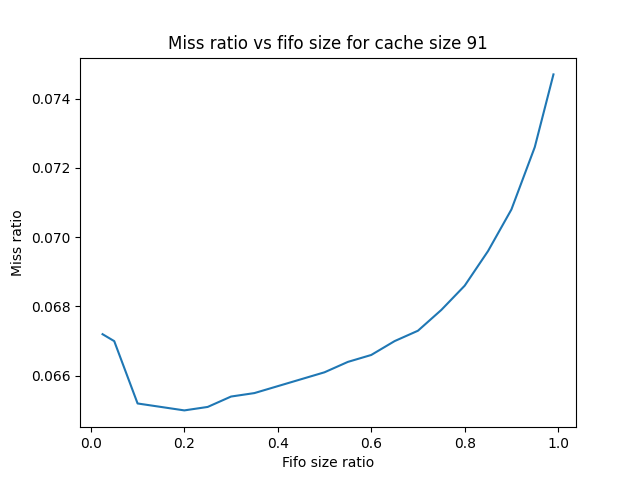 Miss ratio vs fifo size for cache size 91
0.074
0.072
0.070
0.068
0.066
Miss ratio
0.0 0.2 0.4 0.6 0.8 1.0
Fifo size ratio